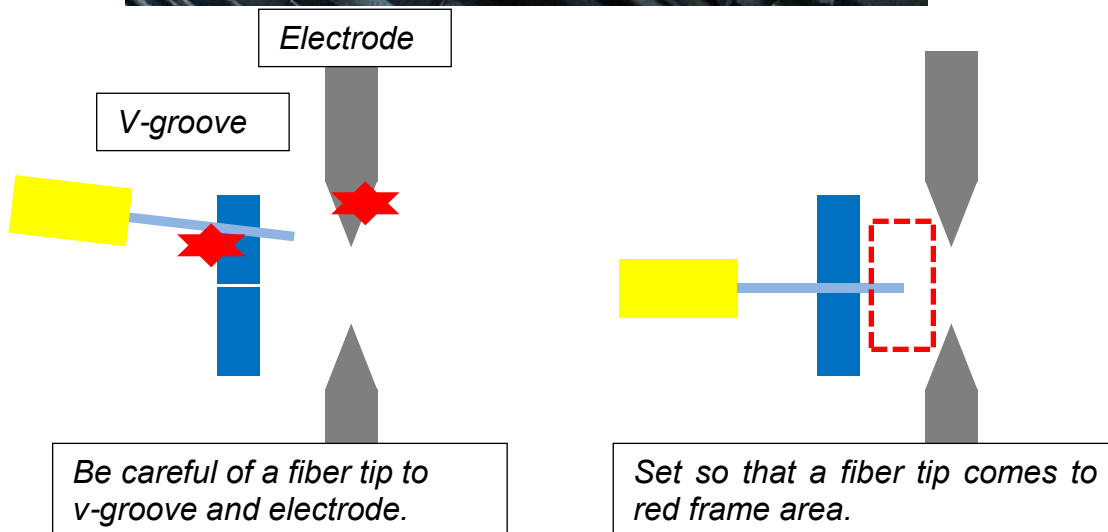 Electrode
V-groove
Be careful of a fiber tip to
v-groove and electrode.
Set so that a fiber tip comes to
red frame area.